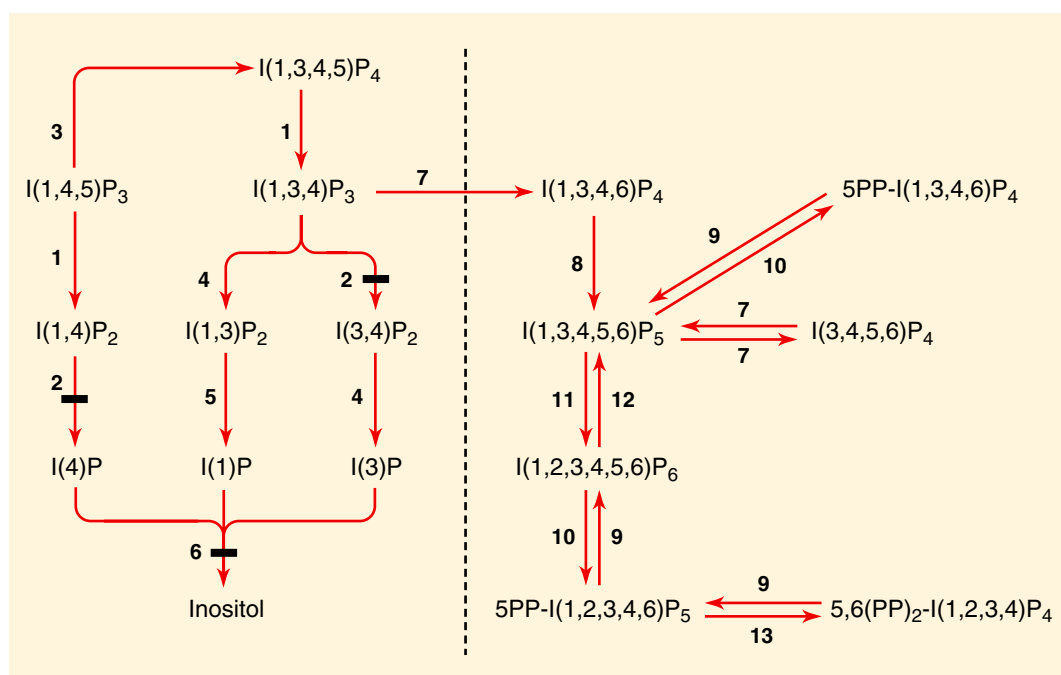 I(1,3,4,5)P4
3
1
I(1,4,5)P3
I(1,3,4)P3
7
I(1,3,4,6)P4
5PP-I(1,3,4,6)P4
1
4
2
8
9
10
I(1,4)P2
I(1,3)P2
I(3,4)P2
I(1,3,4,5,6)P5
7
7
I(3,4,5,6)P4
2
5
4
11
12
I(4)P
I(1)P
I(3)P
I(1,2,3,4,5,6)P6
6
10
9
Inositol
5PP-I(1,2,3,4,6)P5
9
13
5,6(PP)2-I(1,2,3,4)P4